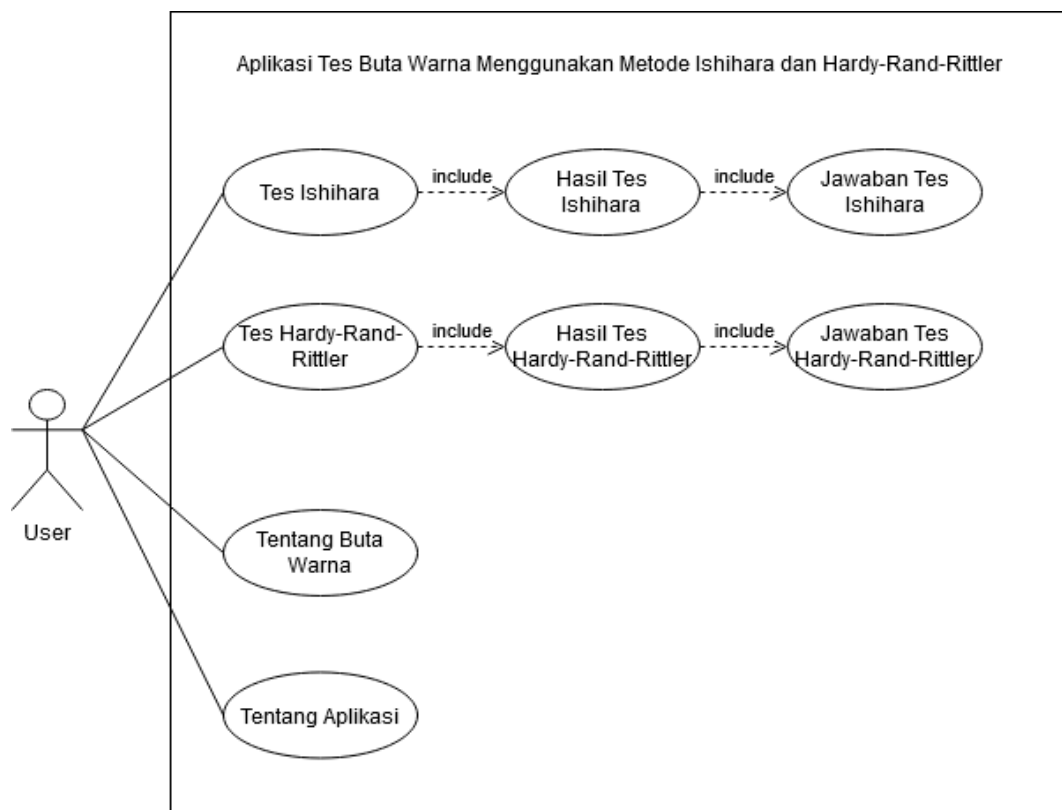 Aplikasi Tes Buta Warna Menggunakan Metode Ishihara dan Hardy-Rand-Rittler
Tes Ishihara
include
Hasil Tes
Ishihara
include
Jawaban Tes
Ishihara
Tes Hardy-Rand-
Rittler
include
Hasil Tes
Hardy-Rand-Rittler
include
Jawaban Tes
Hardy-Rand-Rittler
User
Tentang Buta
Warna
Tentang Aplikasi